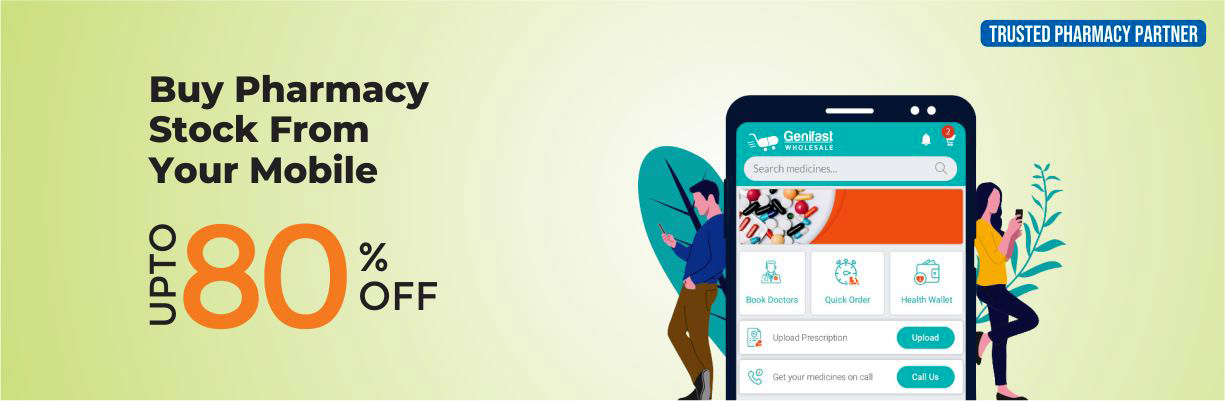 TRUSTED PHARMACY PARTNER
Buy Pharmacy
Stock From
Your Mobile
UPTO
80
%
OFF
Genifast
WHOLESALE
2
Search medicines...
Book Doctors
Quick Order
Health Wallet
Upload Prescription
Upload
Get your medicines on call
Call Us